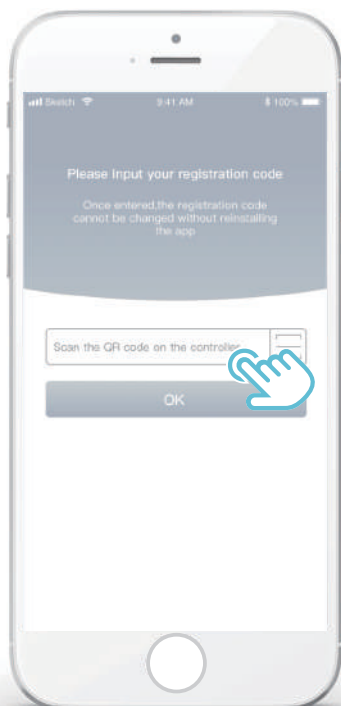 Sketch 9:41 AM 100%
Please Input your registration code
Once entered,the registration code
cannot be changed without reinstalling
the app
Scan the QR code on the controller
OK